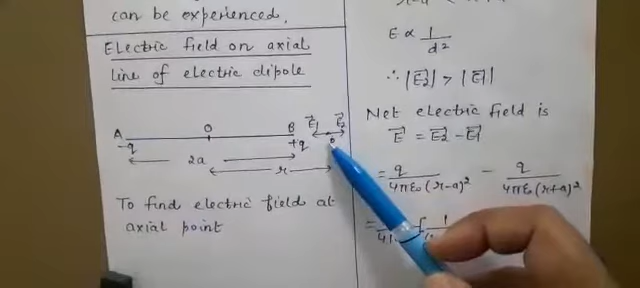 can be experienced.
Electric field on axial
line of electric dipole
A O B E₁ E₂
-q +q
2a r
To find electric field at
axial point
E ∝ 1/d²
∴ |E₂| > |E₁|
Net electric field is
E = E₂ - E₁
= q/4πε₀(r-a)² - q/4πε₀(r+a)²